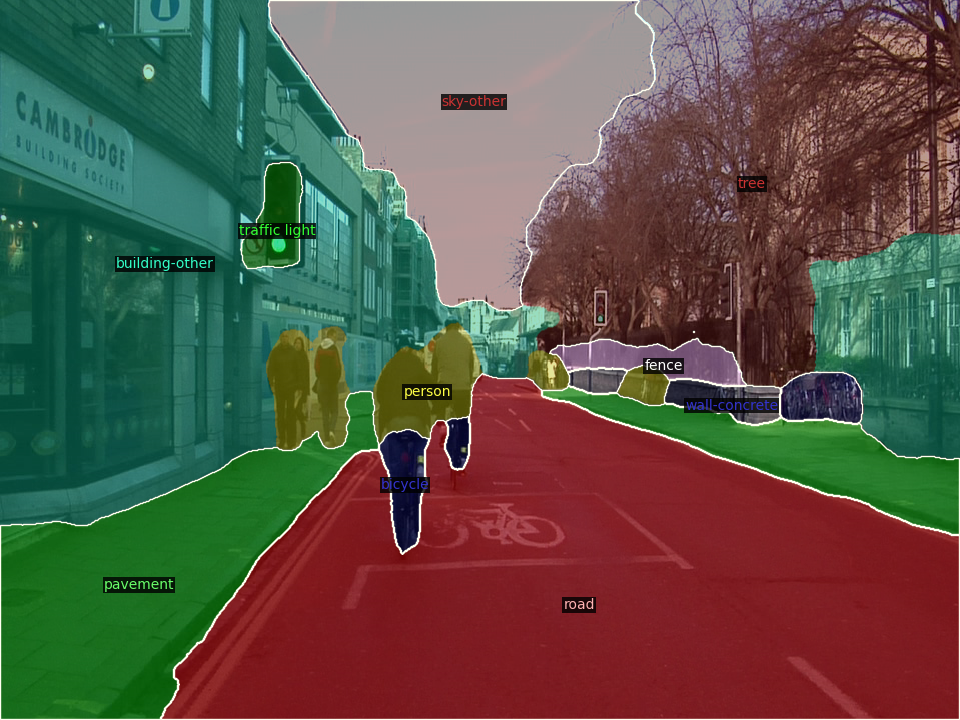 CAMBRIDGE
BUILDING SOCIETY
sky-other
tree
traffic light
building-other
fence
person
wall-concrete
bicycle
pavement
road